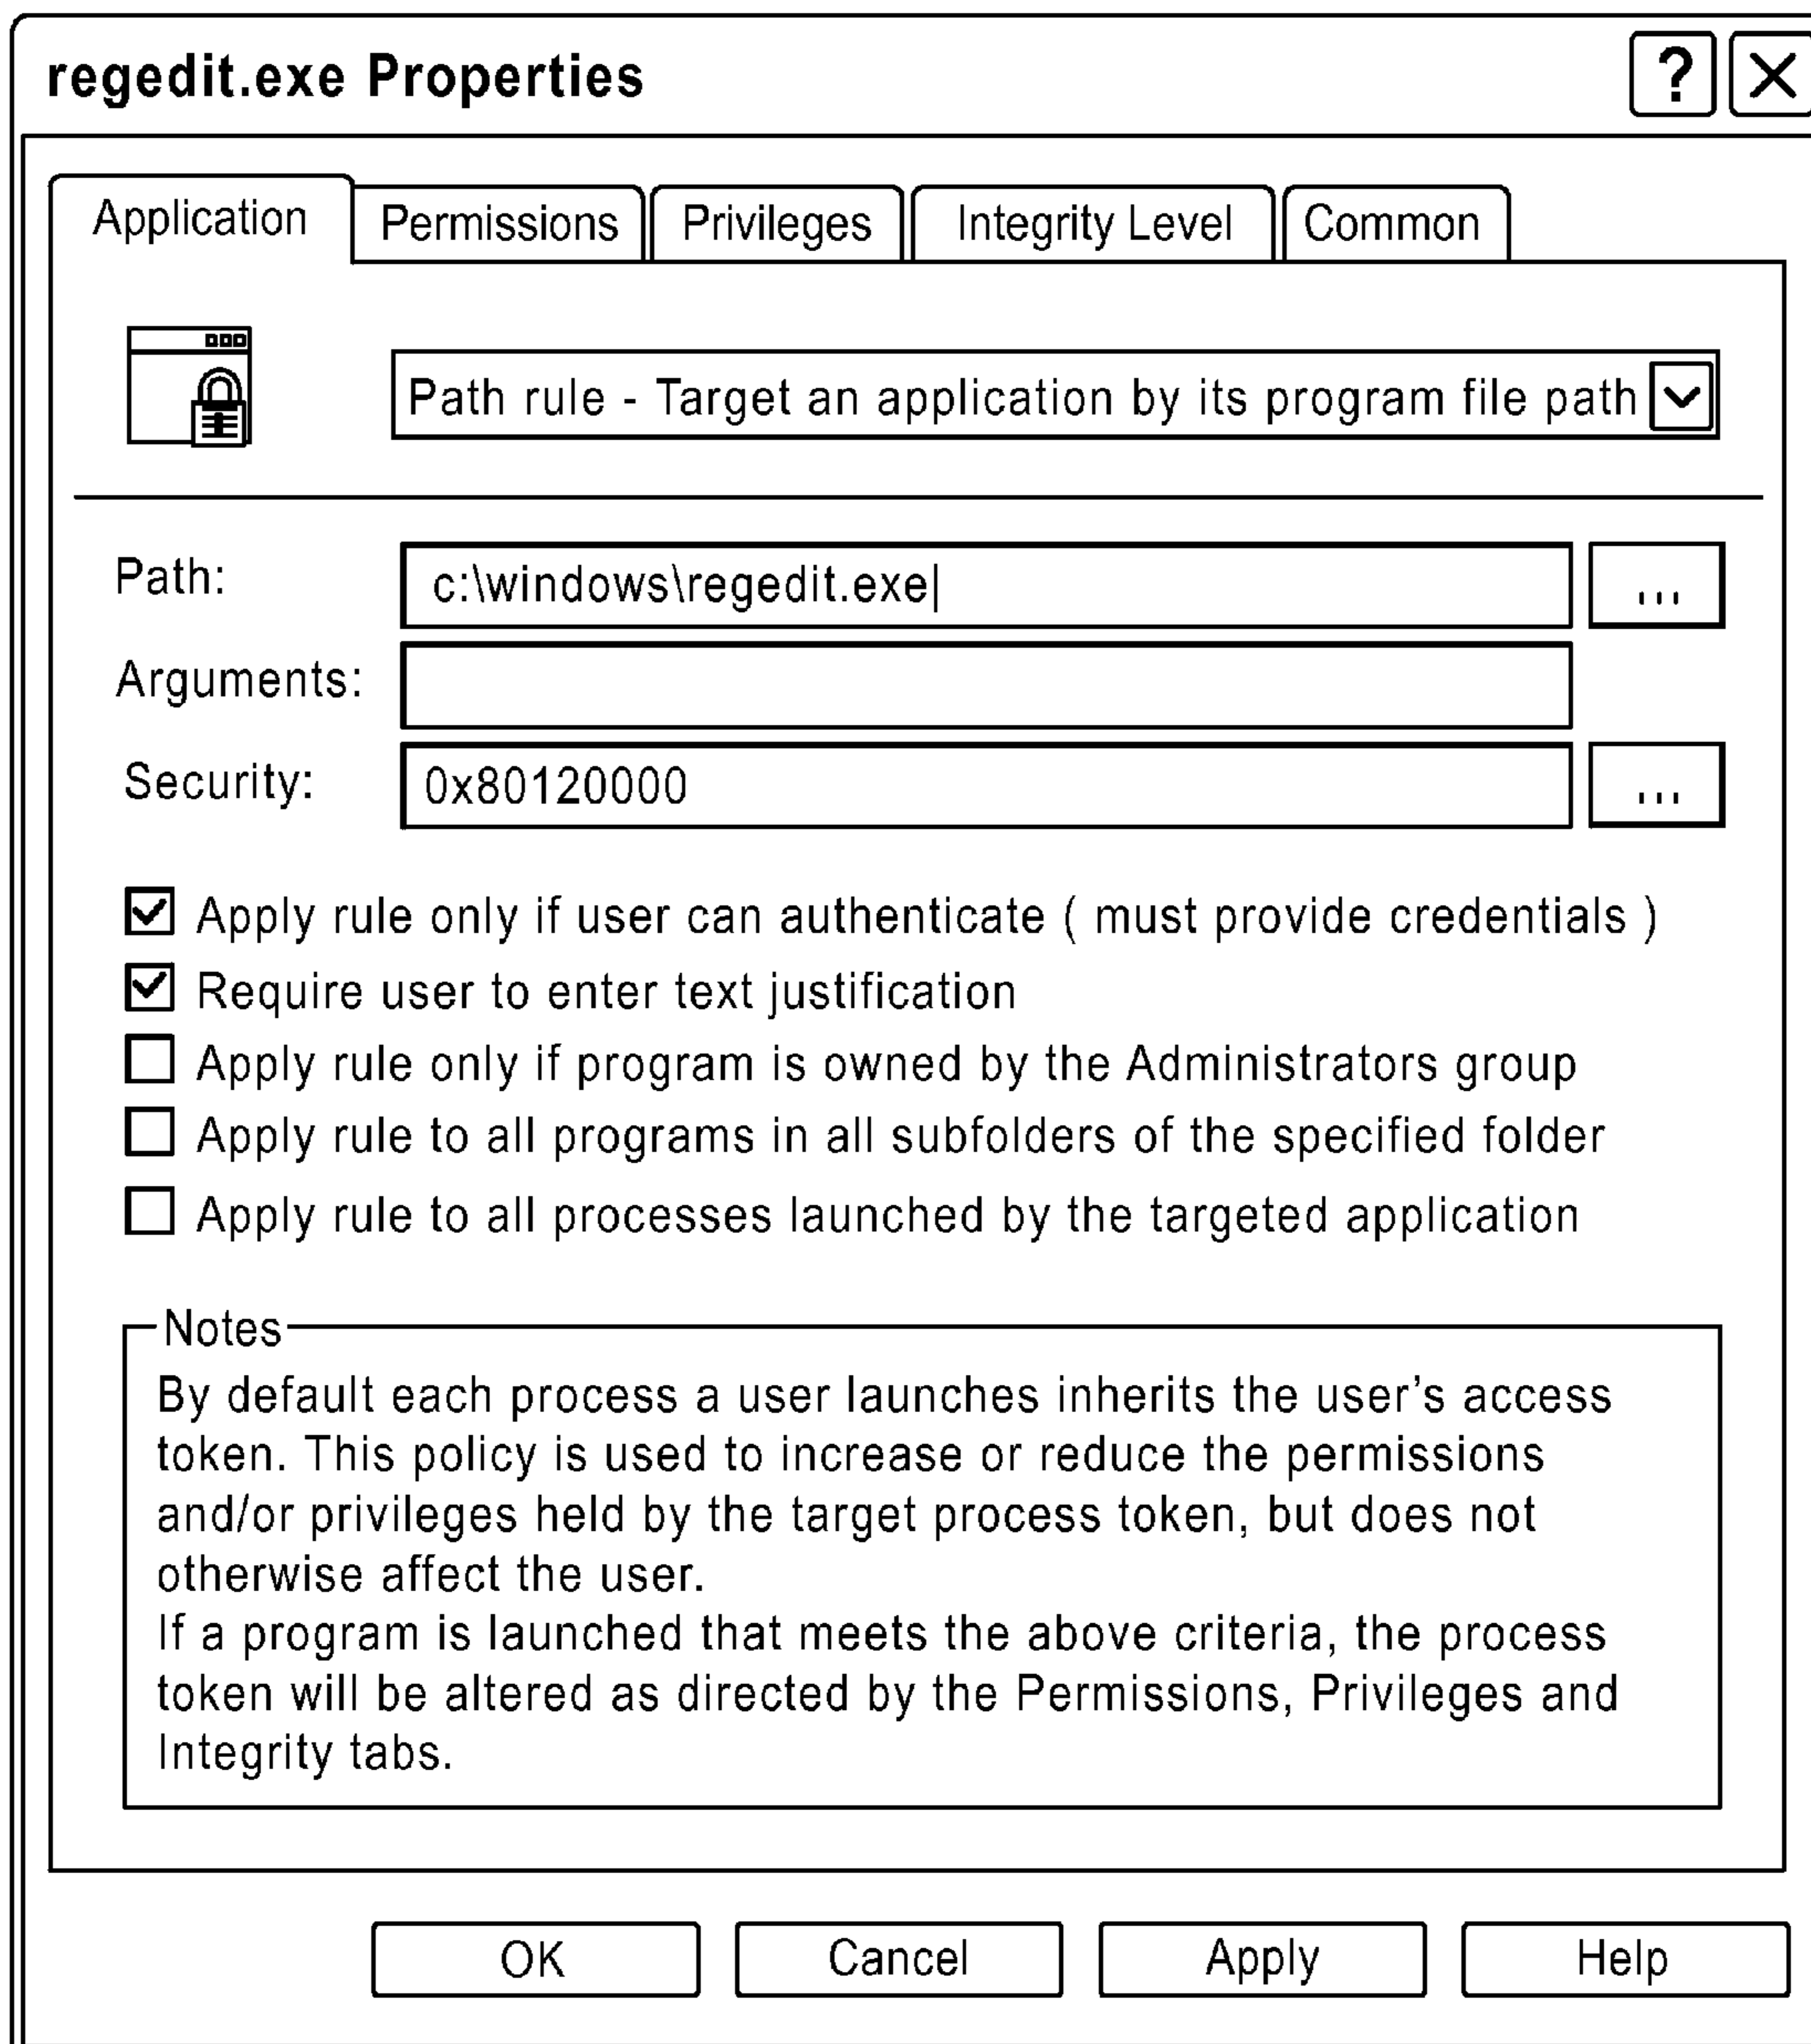 regedit.exe Properties ? X
Application Permissions Privileges Integrity Level Common
Path rule - Target an application by its program file path
Path: c:\windows\regedit.exe| ...
Arguments:
Security: 0x80120000 ...
Apply rule only if user can authenticate ( must provide credentials )
Require user to enter text justification
Apply rule only if program is owned by the Administrators group
Apply rule to all programs in all subfolders of the specified folder
Apply rule to all processes launched by the targeted application
Notes
By default each process a user launches inherits the user’s access
token. This policy is used to increase or reduce the permissions
and/or privileges held by the target process token, but does not
otherwise affect the user.
If a program is launched that meets the above criteria, the process
token will be altered as directed by the Permissions, Privileges and
Integrity tabs.
OK Cancel Apply Help